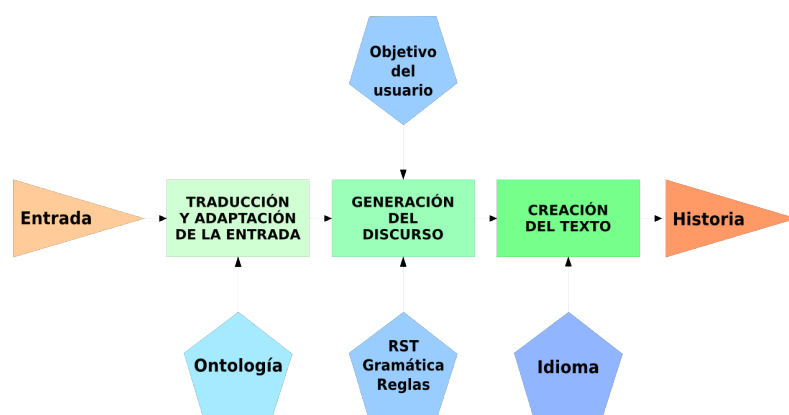 Objetivo
del
usuario
Entrada
TRADUCCIÓN
Y ADAPTACIÓN
DE LA ENTRADA
GENERACIÓN
DEL
DISCURSO
CREACIÓN
DEL TEXTO
Historia
Ontología
RST
Gramática
Reglas
Idioma